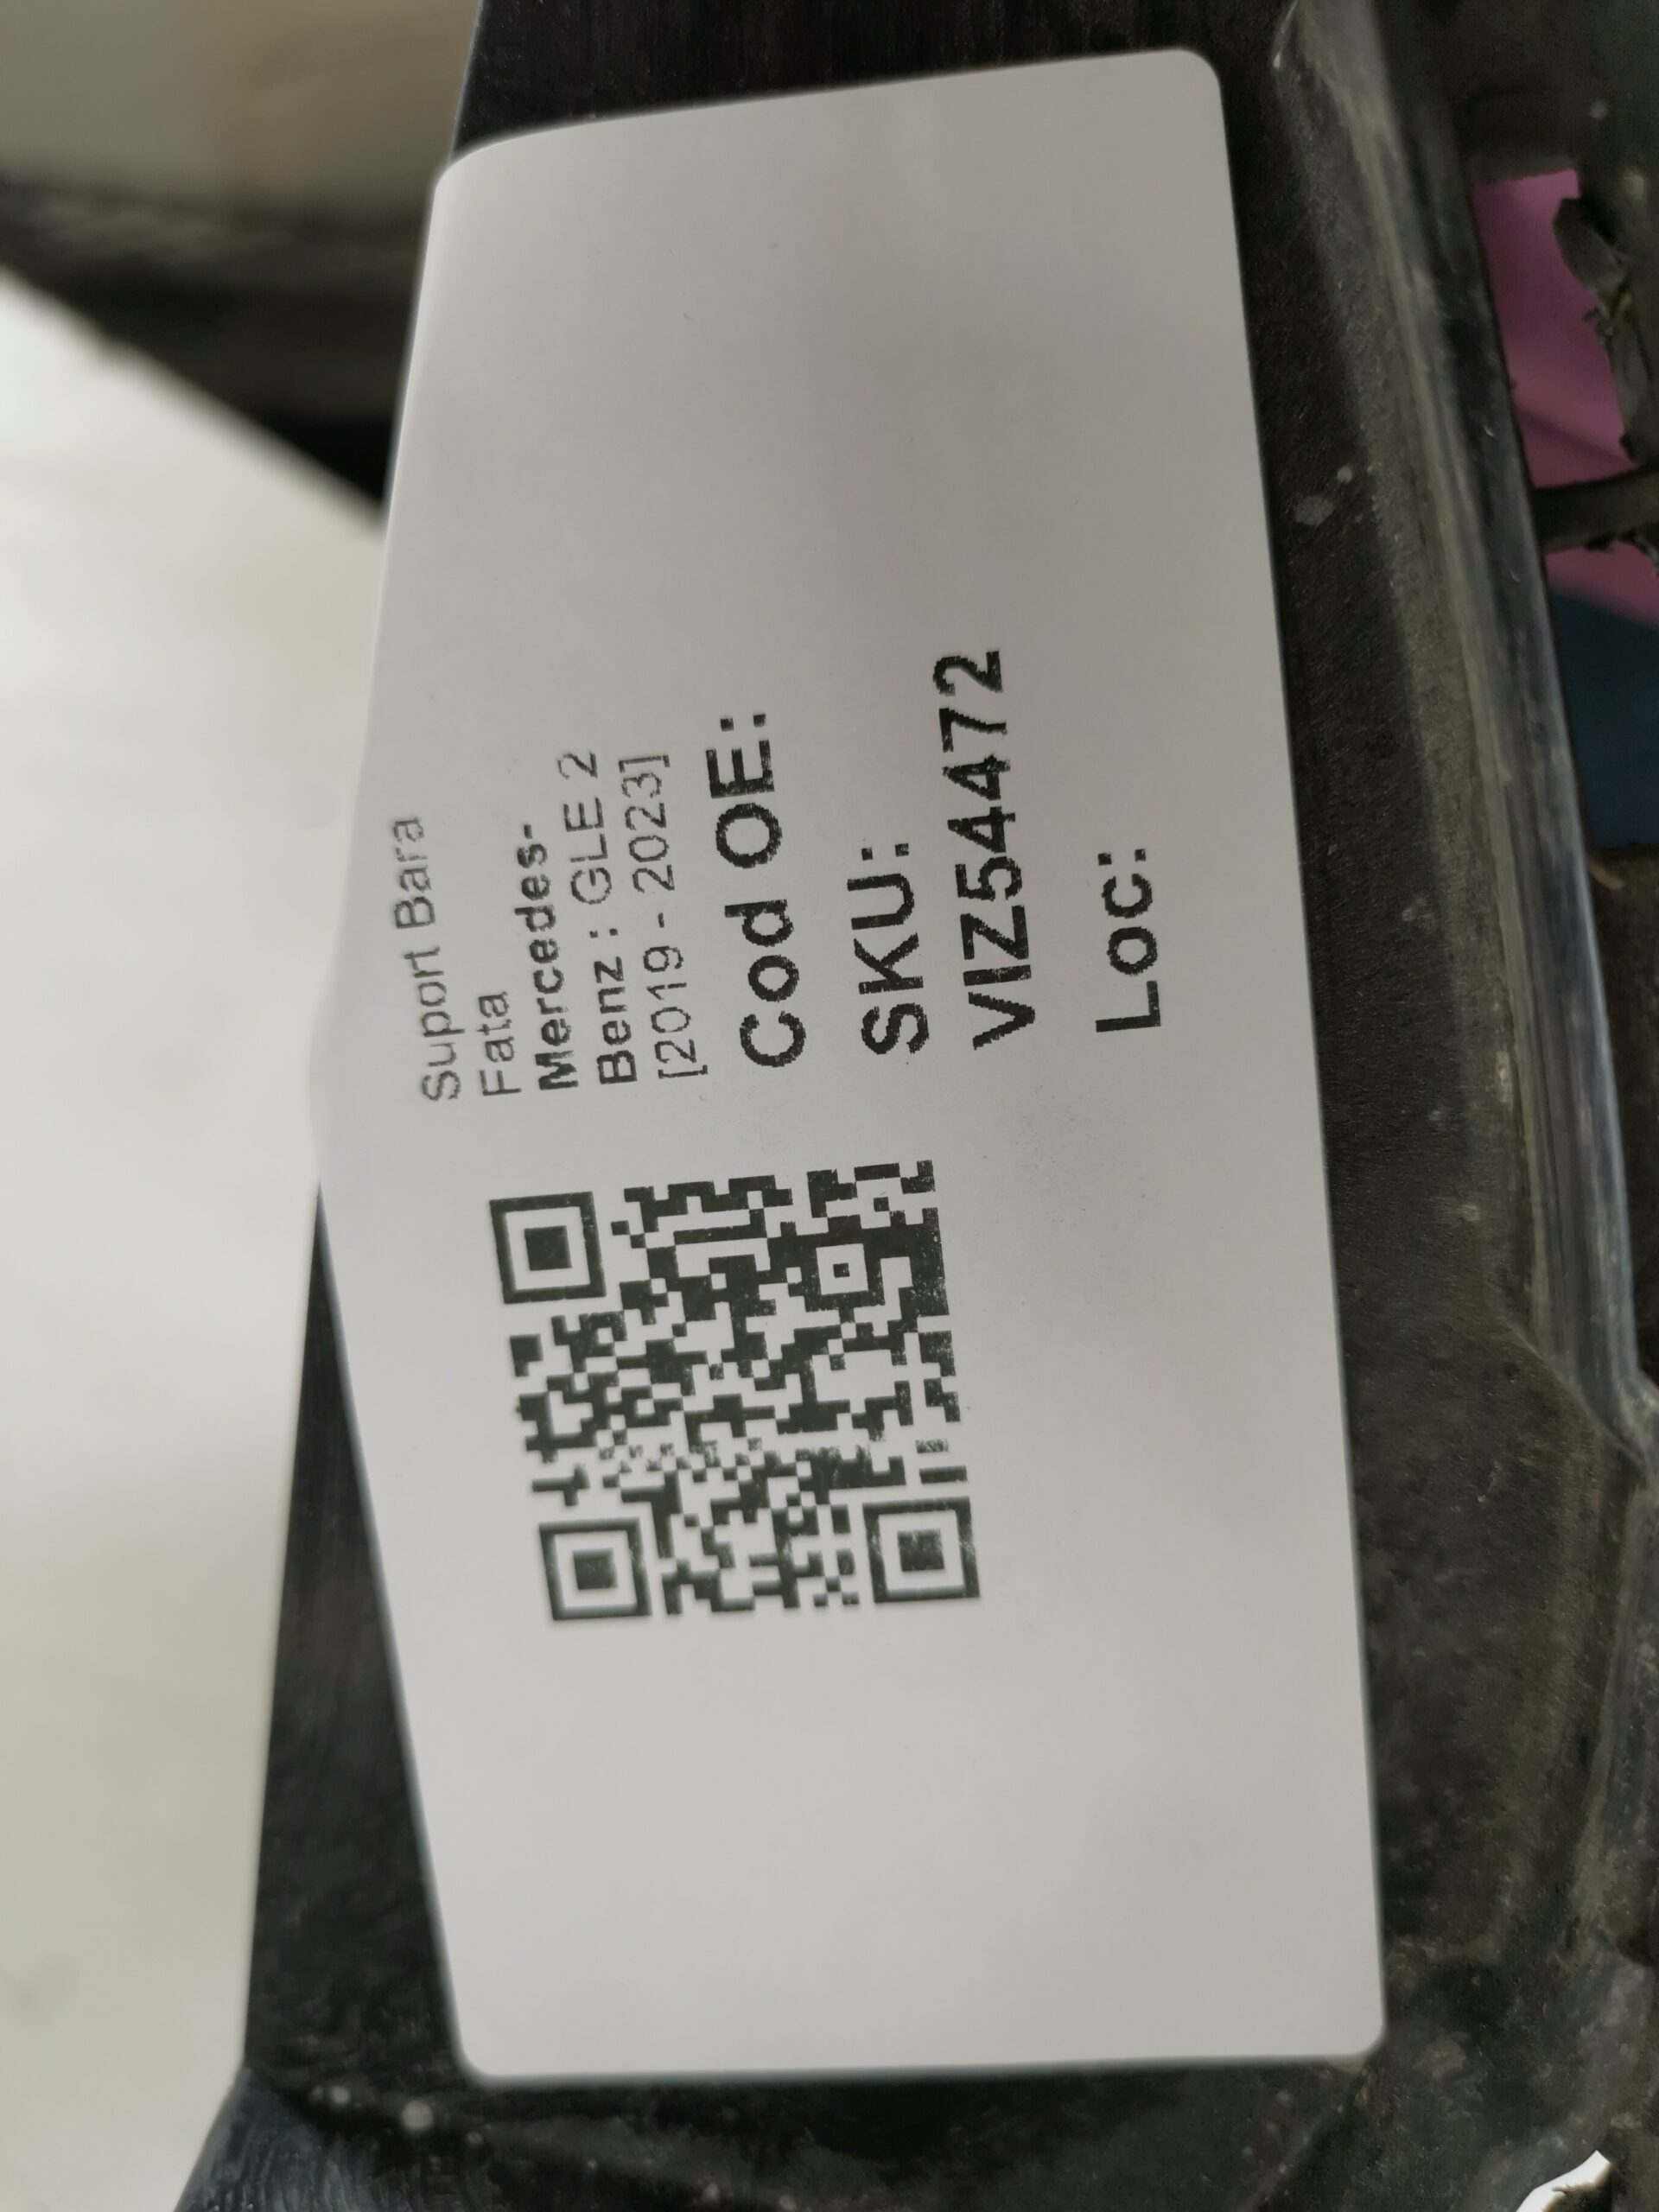 Suport Bara
Fata
Mercedes-
Benz : GLE 2
[2019 - 2023]
Cod OE:
SKU:
VIZ54472
Loc: